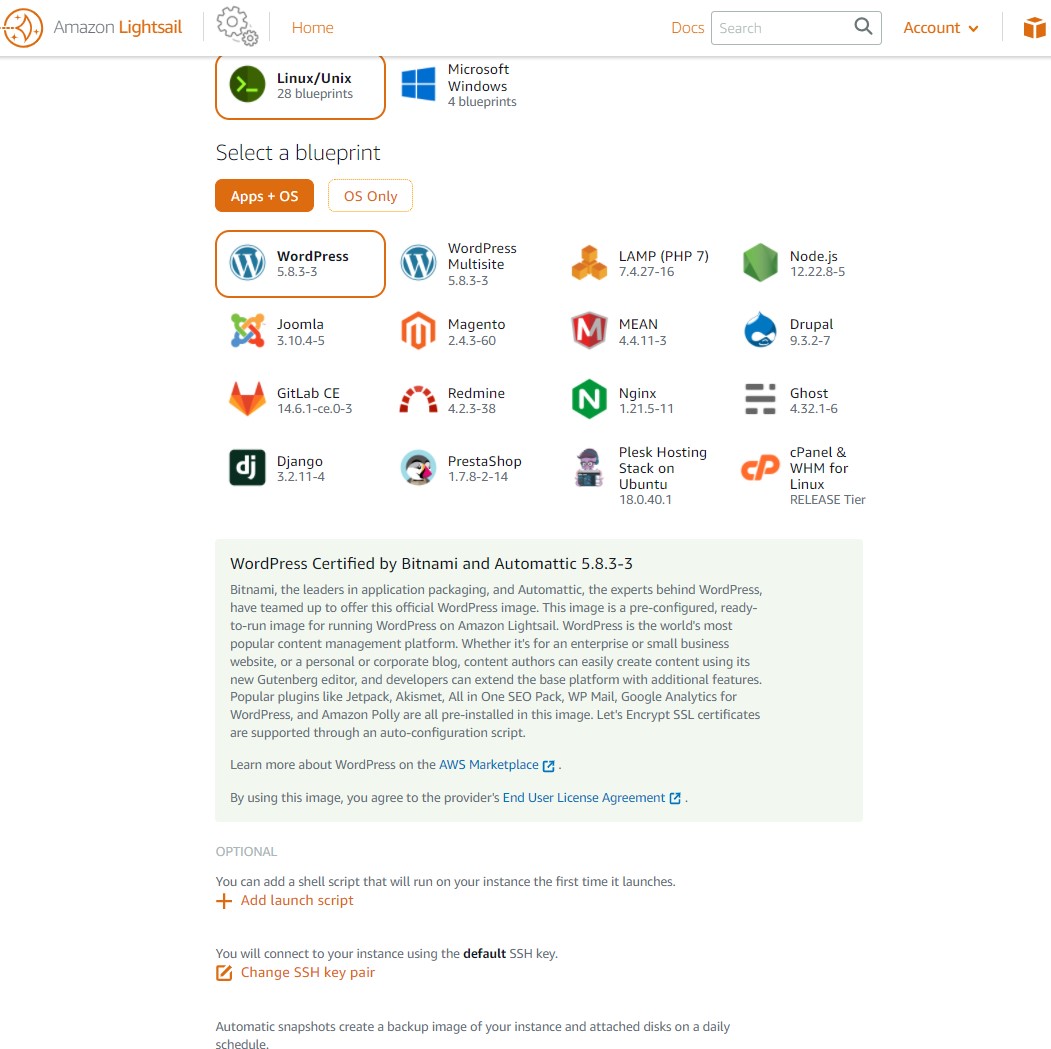 Amazon Lightsail
Home
Docs
Search
Account
Linux/Unix
28 blueprints
Microsoft
Windows
4 blueprints
Select a blueprint
Apps + OS
OS Only
WordPress
5.8.3-3
WordPress
Multisite
5.8.3-3
LAMP (PHP 7)
7.4.27-16
Node.js
12.22.8-5
Joomla
3.10.4-5
Magento
2.4.3-60
MEAN
4.4.11-3
Drupal
9.3.2-7
GitLab CE
14.6.1-ce.0-3
Redmine
4.2.3-38
Nginx
1.21.5-11
Ghost
4.32.1-6
dj
Django
3.2.11-4
PrestaShop
1.7.8-2-14
Plesk Hosting
Stack on
Ubuntu
18.0.40.1
cP
cPanel &
WHM for
Linux
RELEASE Tier
WordPress Certified by Bitnami and Automattic 5.8.3-3
Bitnami, the leaders in application packaging, and Automattic, the experts behind WordPress,
have teamed up to offer this official WordPress image. This image is a pre-configured, ready-
to-run image for running WordPress on Amazon Lightsail. WordPress is the world's most
popular content management platform. Whether it's for an enterprise or small business
website, or a personal or corporate blog, content authors can easily create content using its
new Gutenberg editor, and developers can extend the base platform with additional features.
Popular plugins like Jetpack, Akismet, All in One SEO Pack, WP Mail, Google Analytics for
WordPress, and Amazon Polly are all pre-installed in this image. Let's Encrypt SSL certificates
are supported through an auto-configuration script.
Learn more about WordPress on the AWS Marketplace .
By using this image, you agree to the provider's End User License Agreement .
OPTIONAL
You can add a shell script that will run on your instance the first time it launches.
+ Add launch script
You will connect to your instance using the default SSH key.
Change SSH key pair
Automatic snapshots create a backup image of your instance and attached disks on a daily
schedule.